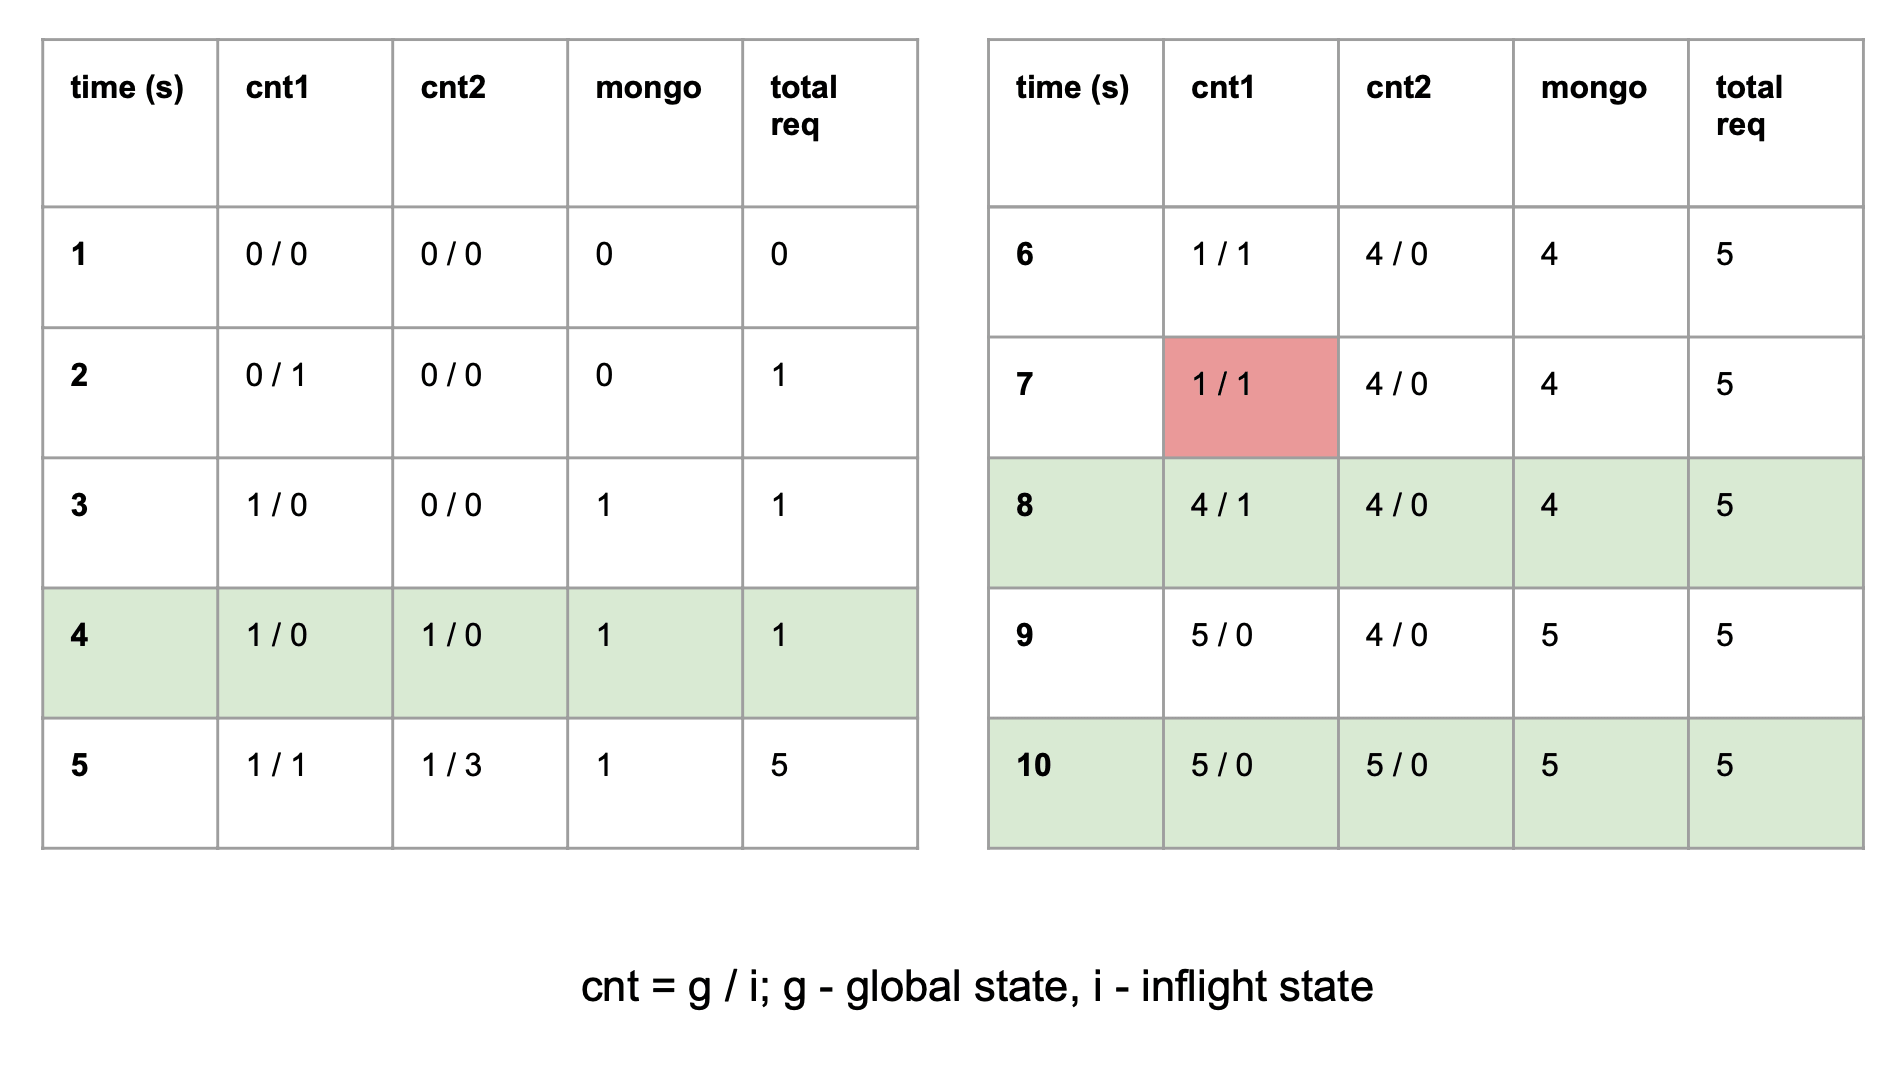 time (s) cnt1 cnt2 mongo total
req
1 0 / 0 0 / 0 0 0
2 0 / 1 0 / 0 0 1
3 1 / 0 0 / 0 1 1
4 1 / 0 1 / 0 1 1
5 1 / 1 1 / 3 1 5
time (s) cnt1 cnt2 mongo total
req
6 1 / 1 4 / 0 4 5
7 1 / 1 4 / 0 4 5
8 4 / 1 4 / 0 4 5
9 5 / 0 4 / 0 5 5
10 5 / 0 5 / 0 5 5
cnt = g / i; g - global state, i - inflight state